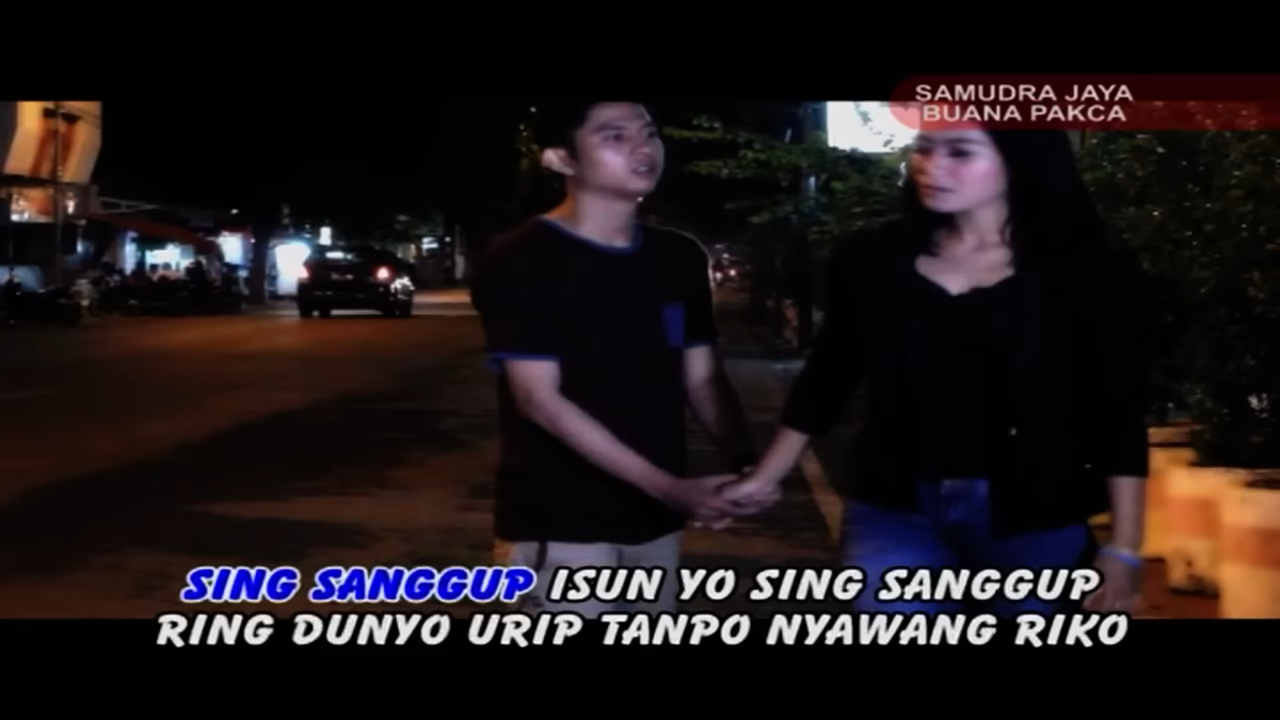 SAMUDRA JAYA
BUANA PAKCA
SING SANGGUP ISUN YO SING SANGGUP
RING DUNYO URIP TANPO NYAWANG RIKO